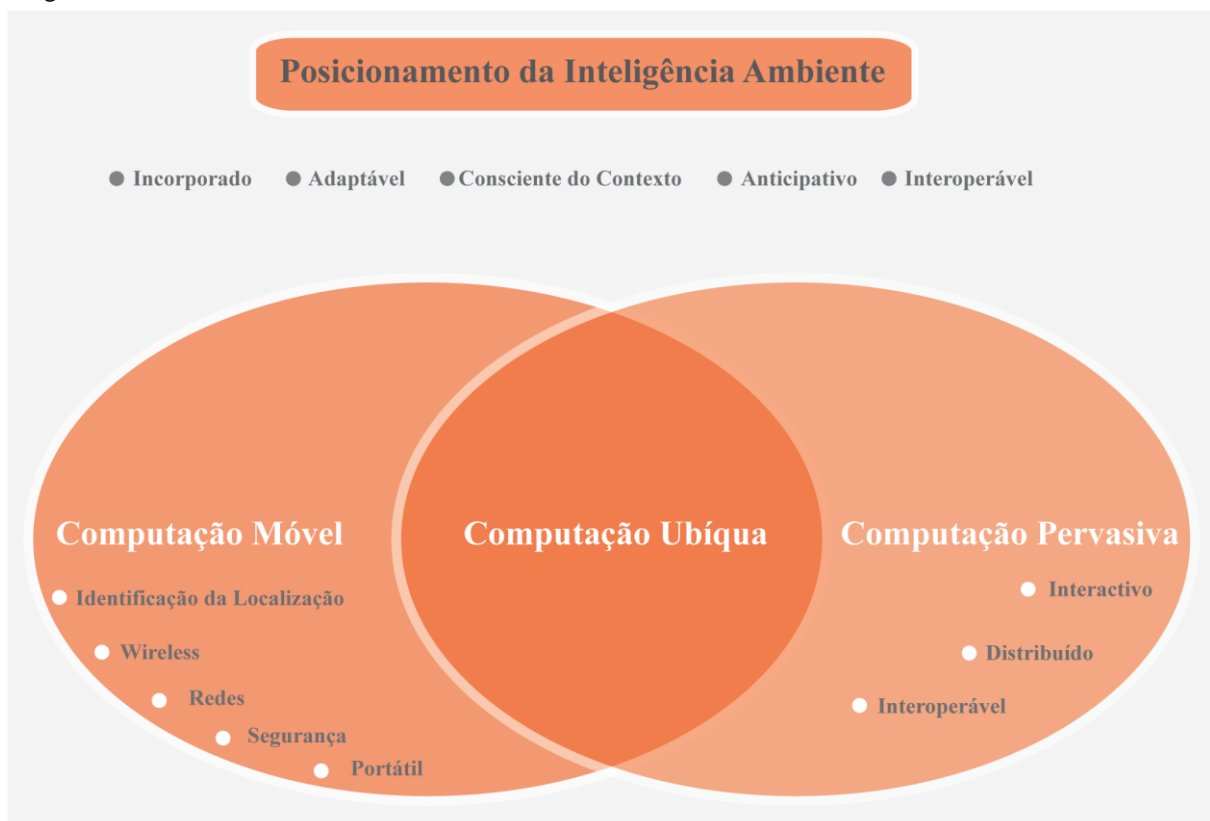 Posicionamento da Inteligência Ambiente
Incorporado Adaptável Consciente do Contexto Anticipativo Interoperável
Computação Móvel Computação Ubíqua Computação Pervasiva
Identificação da Localização
Wireless
Redes
Segurança
Portátil
Interactivo
Distribuído
Interoperável